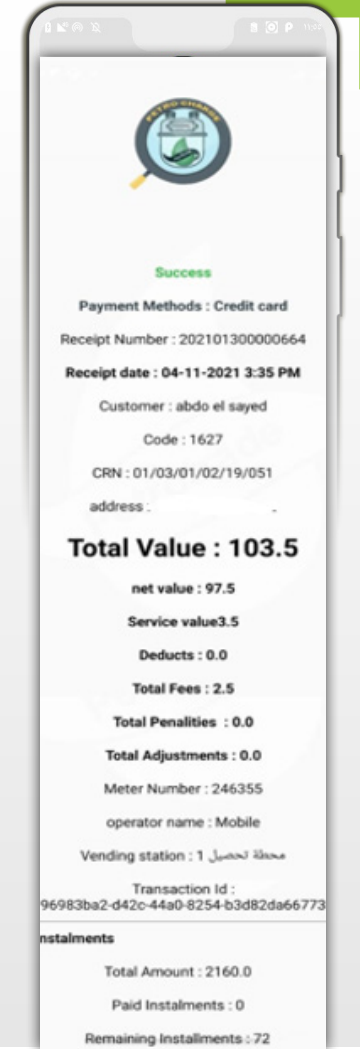 11:02
PETRO CHARGE
Success
Payment Methods : Credit card
Receipt Number : 202101300000664
Receipt date : 04-11-2021 3:35 PM
Customer : abdo el sayed
Code : 1627
CRN : 01/03/01/02/19/051
address :
Total Value : 103.5
net value : 97.5
Service value3.5
Deducts : 0.0
Total Fees : 2.5
Total Penalities : 0.0
Total Adjustments : 0.0
Meter Number : 246355
operator name : Mobile
Vending station : محطة تحصيل 1
Transaction Id :
96983ba2-d42c-44a0-8254-b3d82da66773
nstalments
Total Amount : 2160.0
Paid Instalments : 0
Remaining Installments : 72